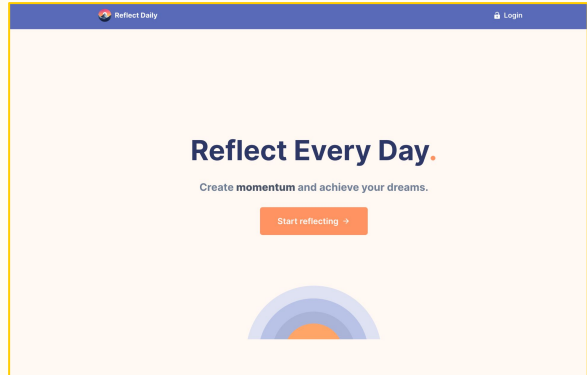 Reflect Daily
Login
Reflect Every Day.
Create momentum and achieve your dreams.
Start reflecting →